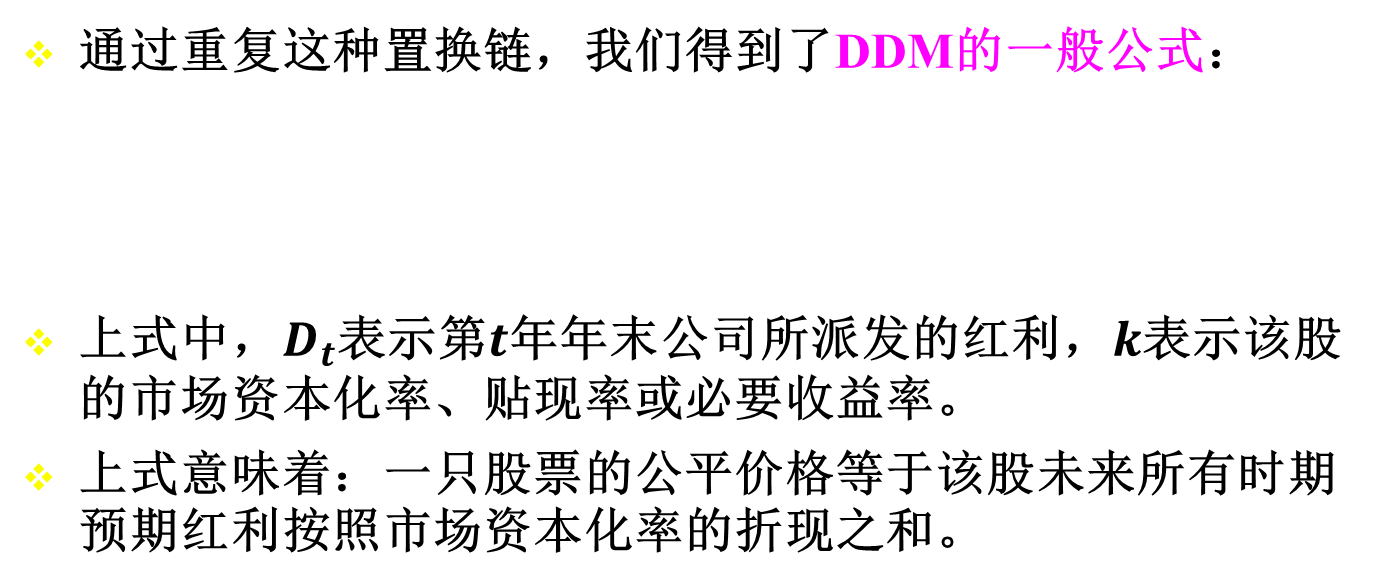 通过重复这种置换链，我们得到了DDM的一般公式：
上式中，D_t表示第t年年末公司所派发的红利，k表示该股
的市场资本化率、贴现率或必要收益率。
上式意味着：一只股票的公平价格等于该股未来所有时期
预期红利按照市场资本化率的折现之和。